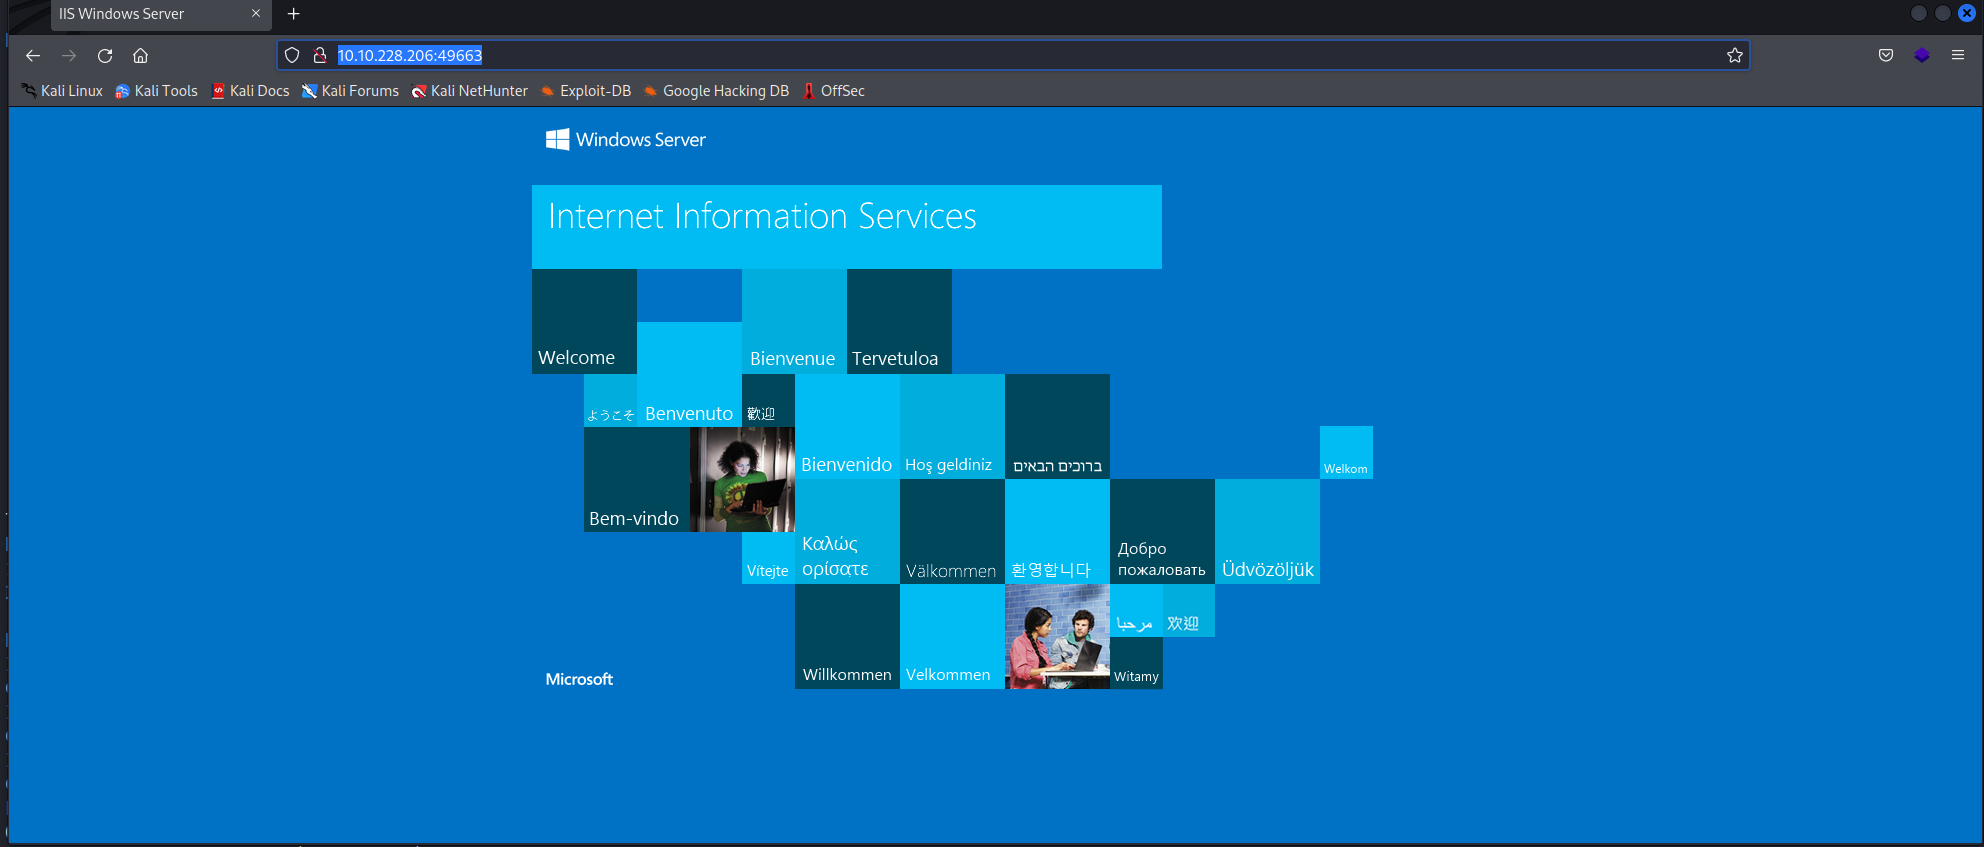 IIS Windows Server
10.10.228.206:49663
Kali Linux Kali Tools Kali Docs Kali Forums Kali NetHunter Exploit-DB Google Hacking DB OffSec
Windows Server
Internet Information Services
Welcome
Bienvenue
Tervetuloa
ようこそ
Benvenuto
歡迎
Bienvenido
Hoş geldiniz
ברוכים הבאים
Welkom
Bem-vindo
Vítejte
Καλώς
ορίσατε
Välkommen
환영합니다
Добро
пожаловать
Üdvözöljük
مرحبا
欢迎
Microsoft
Willkommen
Velkommen
Witamy